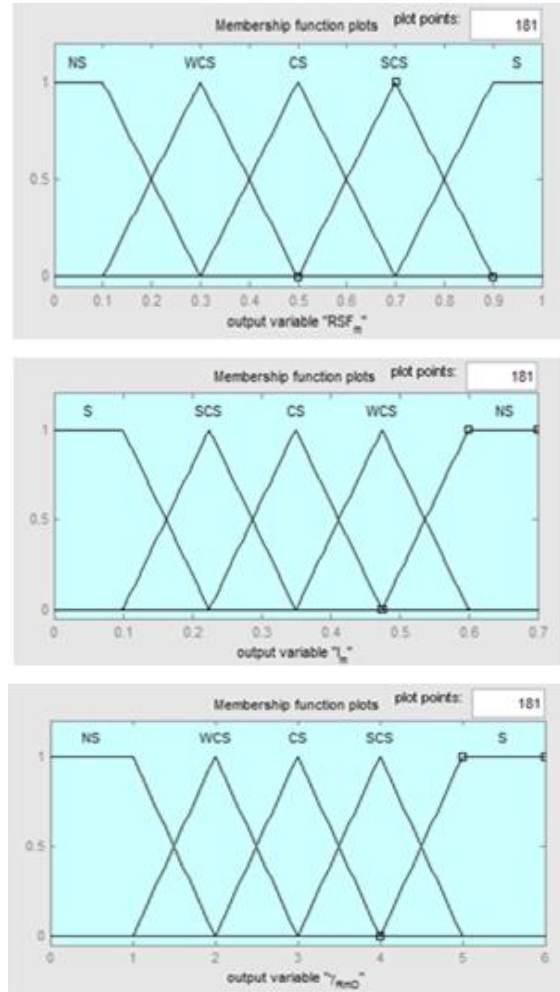 Membership function plots plot points: 181
NS WCS CS SCS S
1
0.5
0
0 0.1 0.2 0.3 0.4 0.5 0.6 0.7 0.8 0.9 1
output variable "RSFm"
Membership function plots plot points: 181
S SCS CS WCS NS
1
0.5
0
0 0.1 0.2 0.3 0.4 0.5 0.6 0.7
output variable "Im"
Membership function plots plot points: 181
NS WCS CS SCS S
1
0.5
0
0 1 2 3 4 5 6
output variable "γRmD"